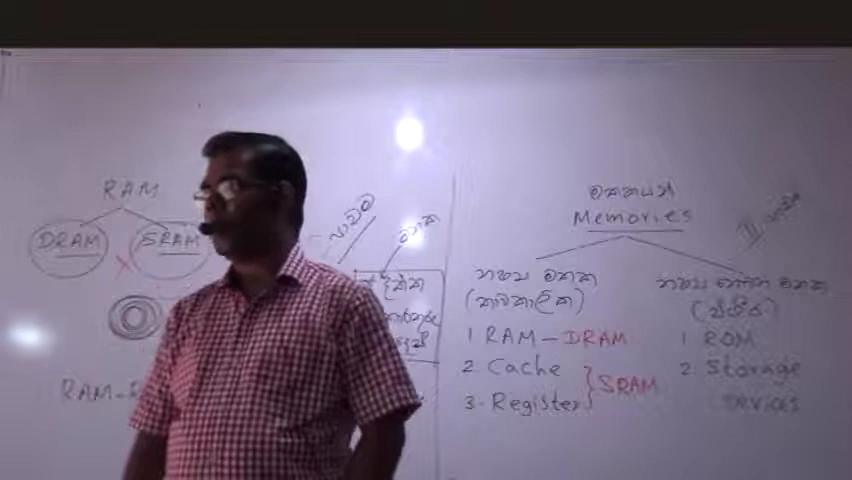 RAM
DRAM
SRAM
RAM-
මතකයන්
Memories
නශ්‍ය මතක
(තාවකාලික)
1 RAM - DRAM
2. Cache
3. Register } SRAM
නශ්‍ය නොවන මතක
(ස්ථිර)
1 ROM
2. Storage
Devices